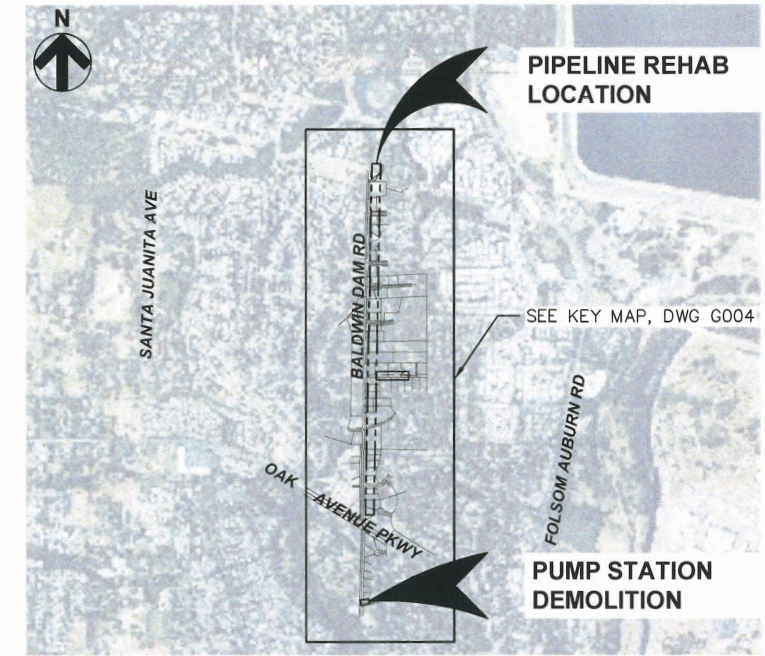 N
PIPELINE REHAB
LOCATION
SANTA JUANITA AVE
BALDWIN DAM RD
SEE KEY MAP, DWG G004
FOLSOM AUBURN RD
OAK AVENUE PKWY
PUMP STATION
DEMOLITION